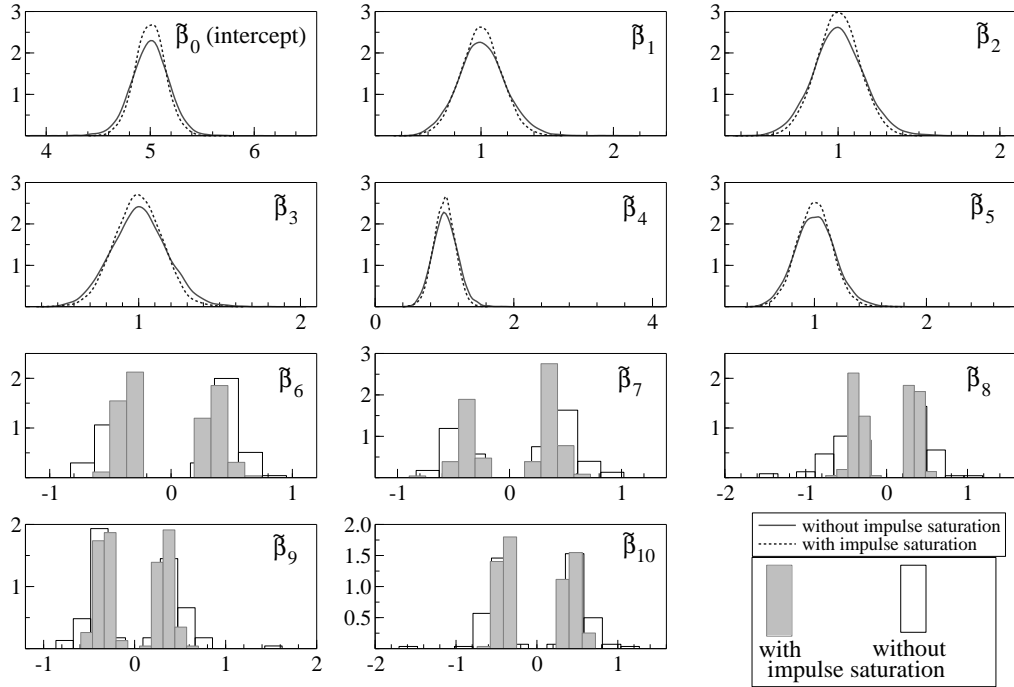 3
2
1
β̃0 (intercept)
4 5 6
3
2
1
β̃1
1 2
3
2
1
β̃2
1 2
3
2
1
β̃3
1 2
3
2
1
β̃4
0 2 4
3
2
1
β̃5
1 2
2
1
β̃6
-1 0 1
3
2
1
β̃7
-1 0 1
2
1
β̃8
-2 -1 0 1
2
1
β̃9
-1 0 1 2
2.0
1.5
1.0
0.5
β̃10
-2 -1 0 1
without impulse saturation
with impulse saturation
with without
impulse saturation